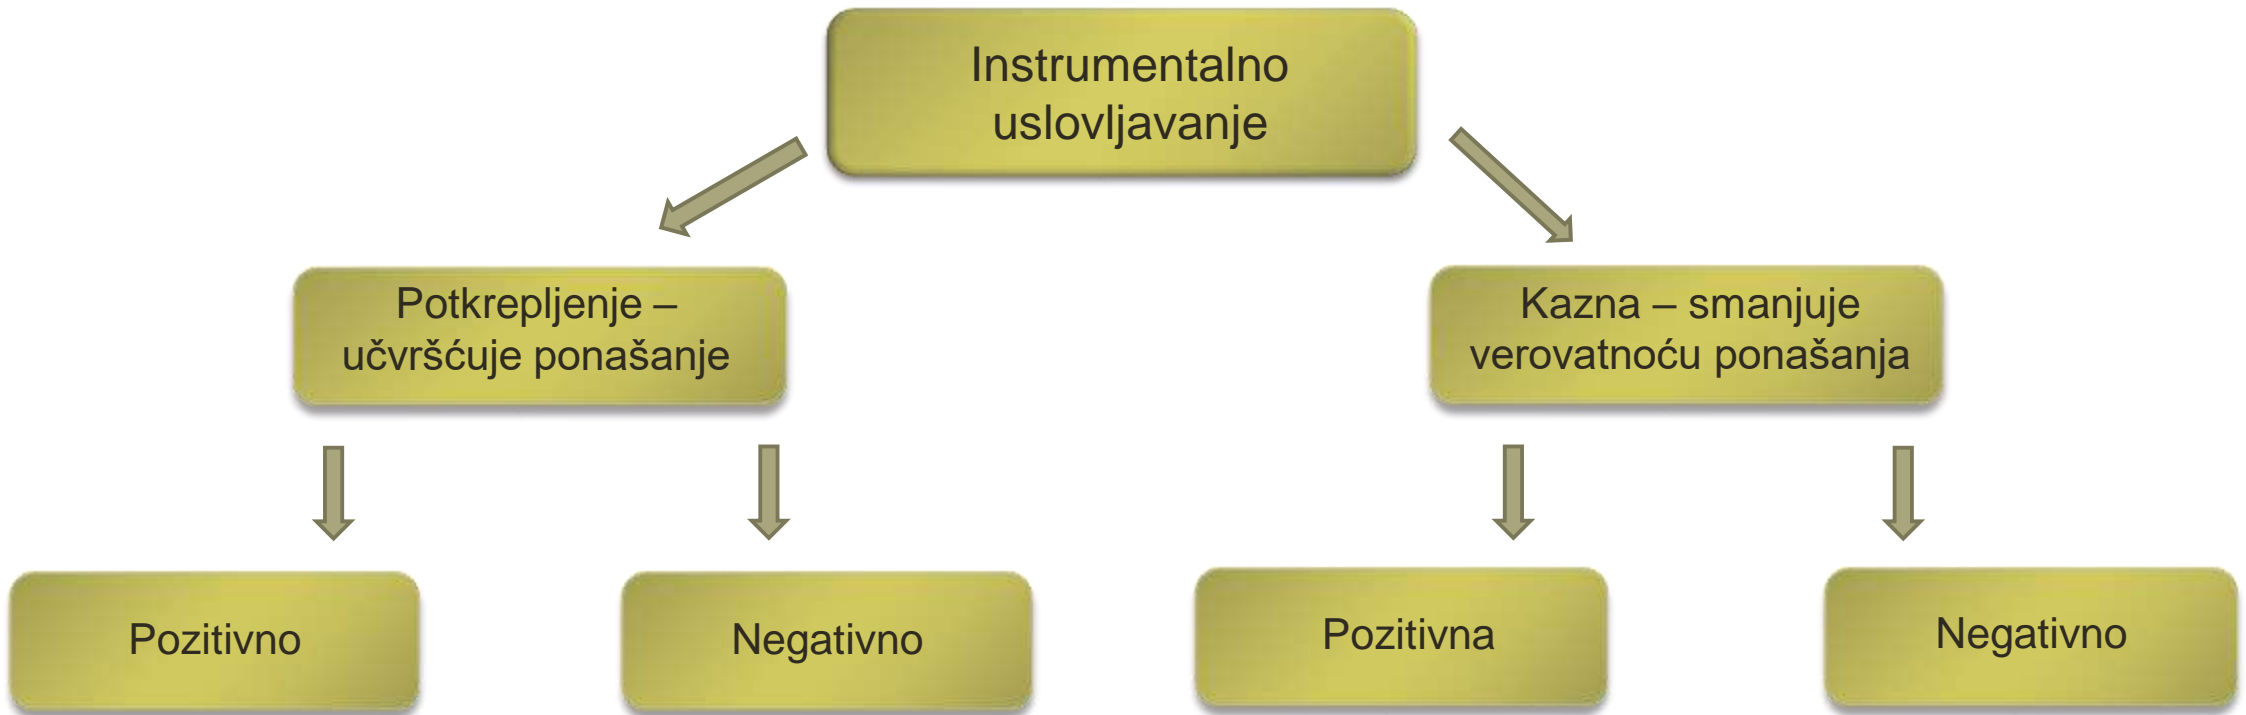 Instrumentalno
uslovljavanje
Potkrepljenje –
učvršćuje ponašanje
Kazna – smanjuje
verovatnoću ponašanja
Pozitivno
Negativno
Pozitivna
Negativno